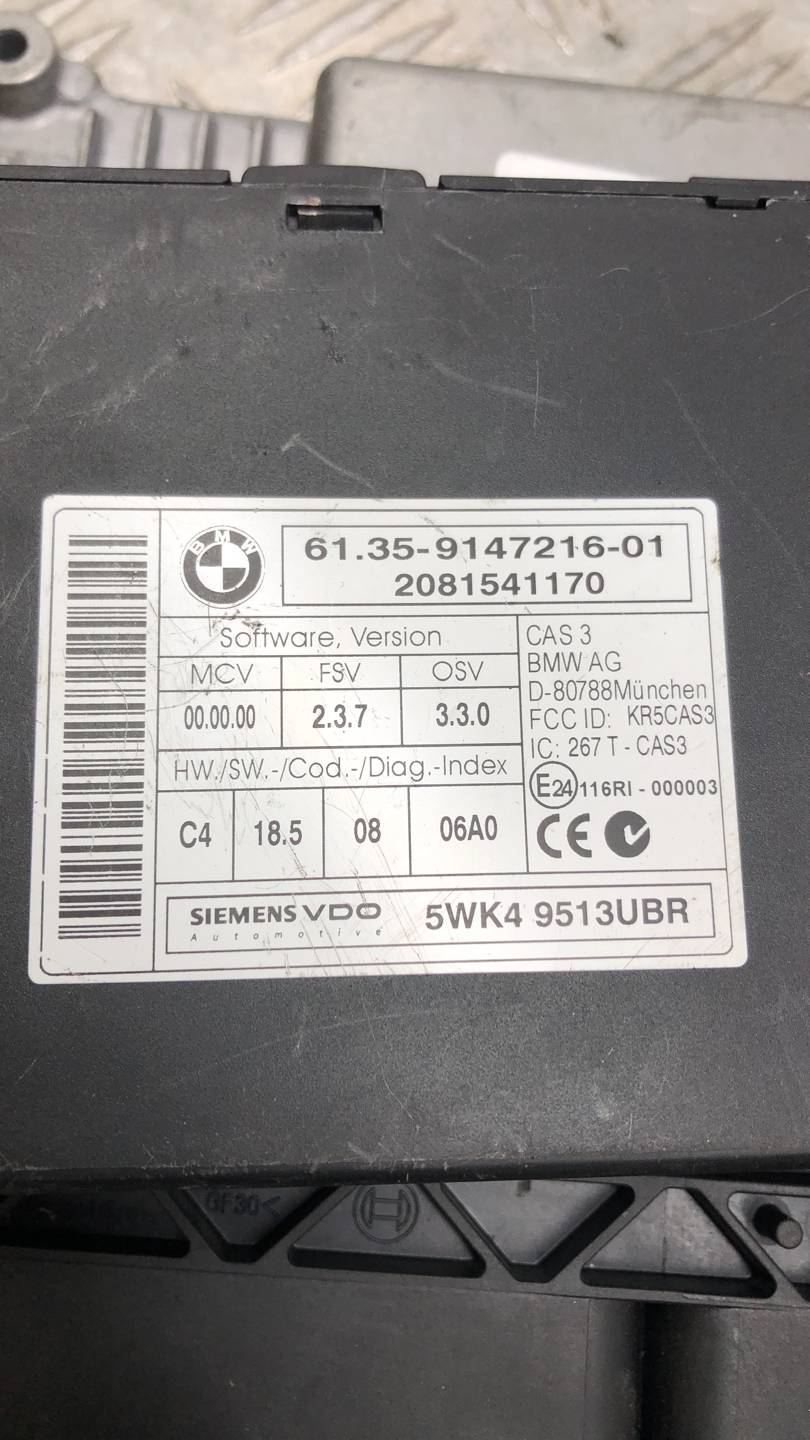 BMW
61.35-9147216-01
2081541170
Software, Version
MCV FSV OSV
00.00.00 2.3.7 3.3.0
HW./SW.-/Cod.-/Diag.-Index
C4 18.5 08 06A0
CAS 3
BMW AG
D-80788München
FCC ID: KR5CAS3
IC: 267 T - CAS3
E24 116RI - 000003
CE
SIEMENS VDO
Automotive
5WK4 9513UBR
GF30<